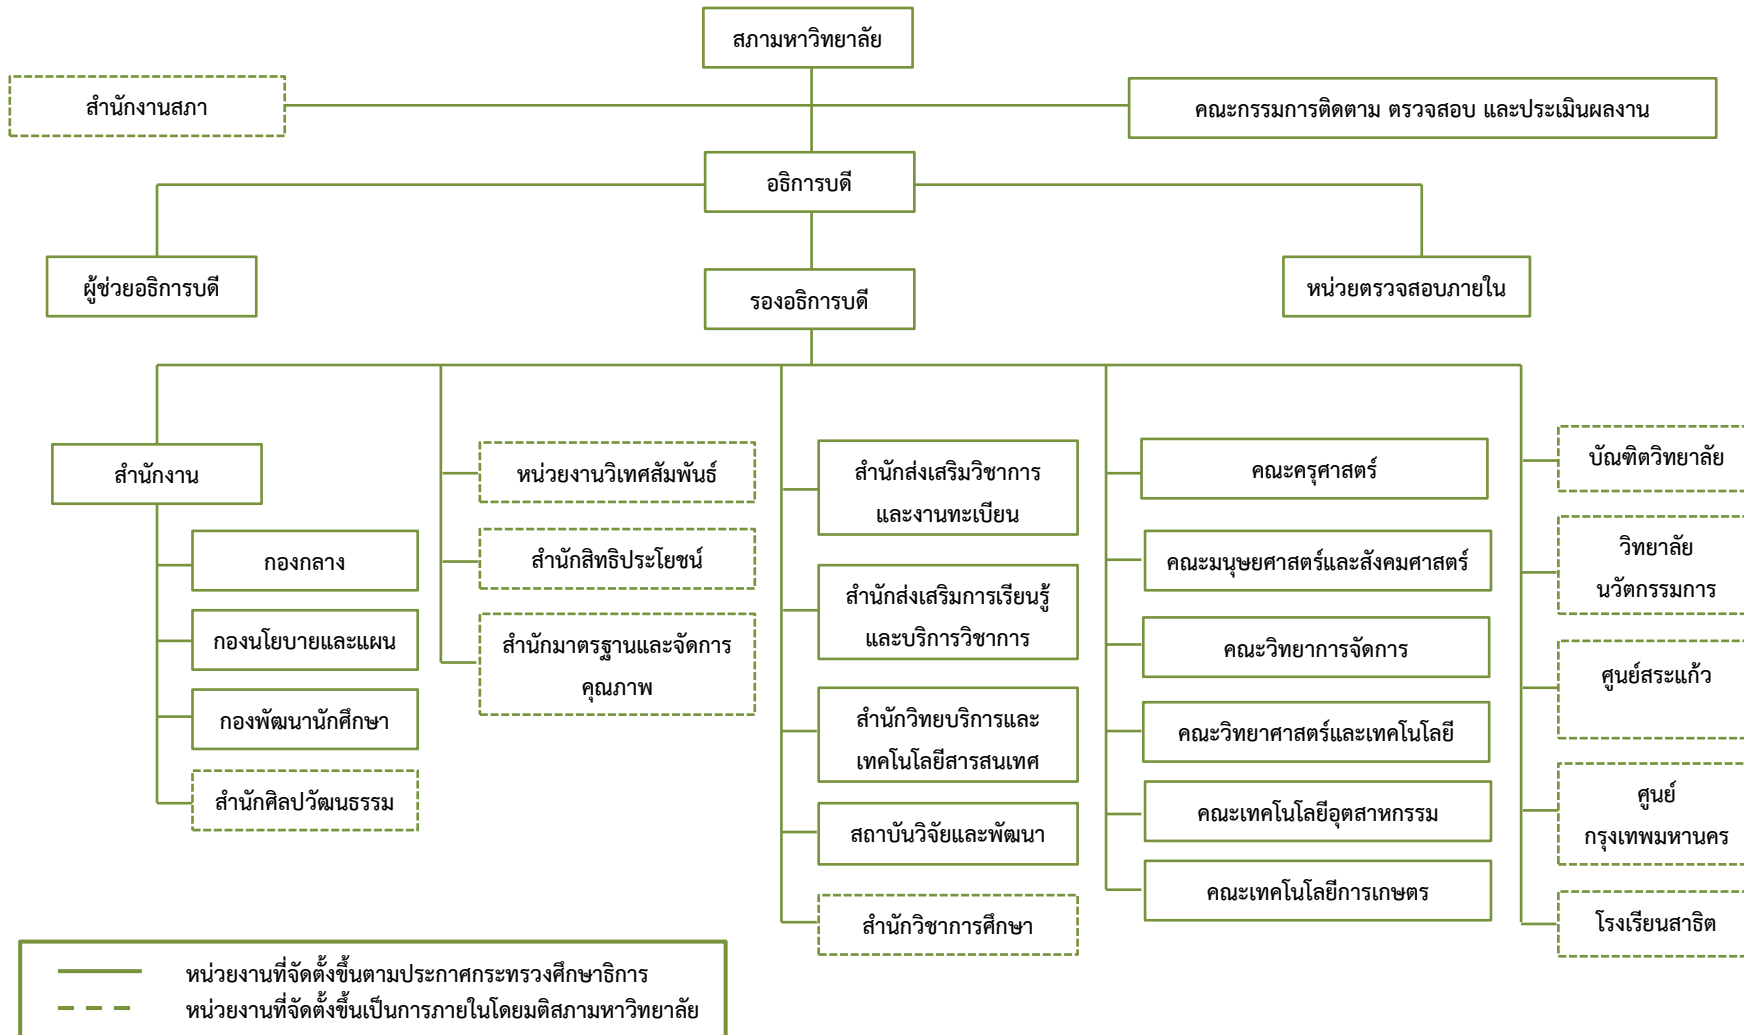 สภามหาวิทยาลัย
สำนักงานสภา
คณะกรรมการติดตาม ตรวจสอบ และประเมินผลงาน
อธิการบดี
ผู้ช่วยอธิการบดี
รองอธิการบดี
หน่วยตรวจสอบภายใน
สำนักงาน
กองกลาง
กองนโยบายและแผน
กองพัฒนานักศึกษา
สำนักศิลปวัฒนธรรม
หน่วยงานวิเทศสัมพันธ์
สำนักสิทธิประโยชน์
สำนักมาตรฐานและจัดการ
คุณภาพ
สำนักส่งเสริมวิชาการ
และงานทะเบียน
สำนักส่งเสริมการเรียนรู้
และบริการวิชาการ
สำนักวิทยบริการและ
เทคโนโลยีสารสนเทศ
สถาบันวิจัยและพัฒนา
สำนักวิชาการศึกษา
คณะครุศาสตร์
คณะมนุษยศาสตร์และสังคมศาสตร์
คณะวิทยาการจัดการ
คณะวิทยาศาสตร์และเทคโนโลยี
คณะเทคโนโลยีอุตสาหกรรม
คณะเทคโนโลยีการเกษตร
บัณฑิตวิทยาลัย
วิทยาลัย
นวัตกรรมการ
ศูนย์สระแก้ว
ศูนย์
กรุงเทพมหานคร
โรงเรียนสาธิต
หน่วยงานที่จัดตั้งขึ้นตามประกาศกระทรวงศึกษาธิการ
หน่วยงานที่จัดตั้งขึ้นเป็นการภายในโดยมติสภามหาวิทยาลัย